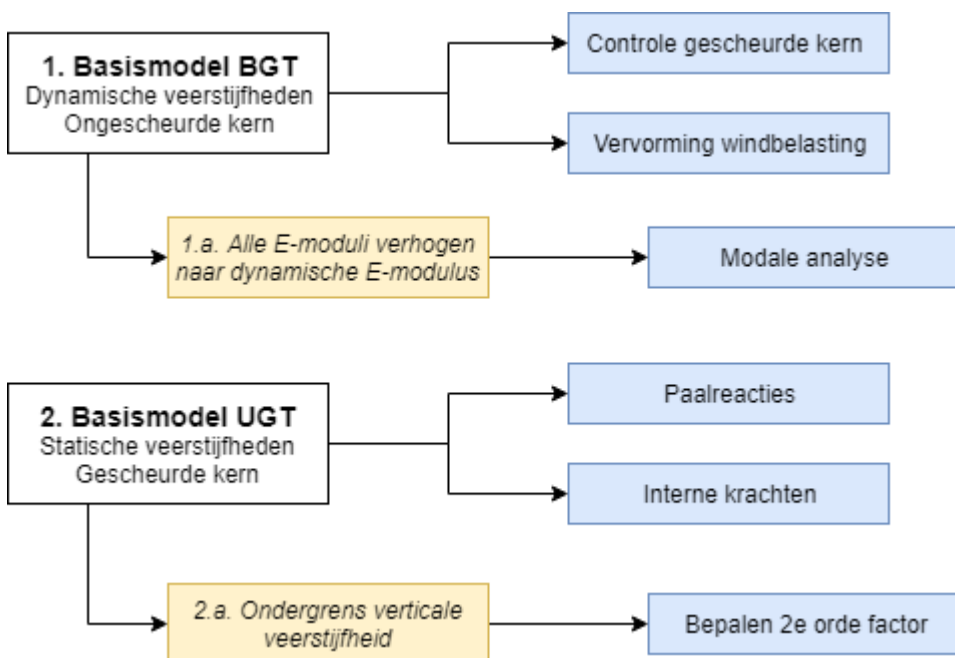 1. Basismodel BGT
Dynamische veerstijfheden
Ongescheurde kern
Controle gescheurde kern
Vervorming windbelasting
1.a. Alle E-moduli verhogen
naar dynamische E-modulus
Modale analyse
2. Basismodel UGT
Statische veerstijfheden
Gescheurde kern
Paalreacties
Interne krachten
2.a. Ondergrens verticale
veerstijfheid
Bepalen 2e orde factor